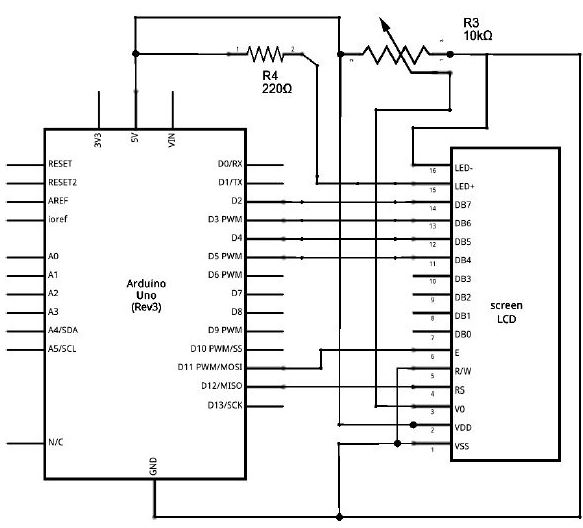 R3
10kΩ
1 2
R4
220Ω
3V3
5V
VIN
RESET
RESET2
AREF
ioref
A0
A1
A2
A3
A4/SDA
A5/SCL
N/C
Arduino
Uno
(Rev3)
GND
D0/RX
D1/TX
D2
D3 PWM
D4
D5 PWM
D6 PWM
D7
D8
D9 PWM
D10 PWM/SS
D11 PWM/MOSI
D12/MISO
D13/SCK
16 LED-
15 LED+
14 DB7
13 DB6
12 DB5
11 DB4
10 DB3
9 DB2
8 DB1
7 DB0
6 E
5 R/W
4 RS
3 V0
2 VDD
1 VSS
screen
LCD